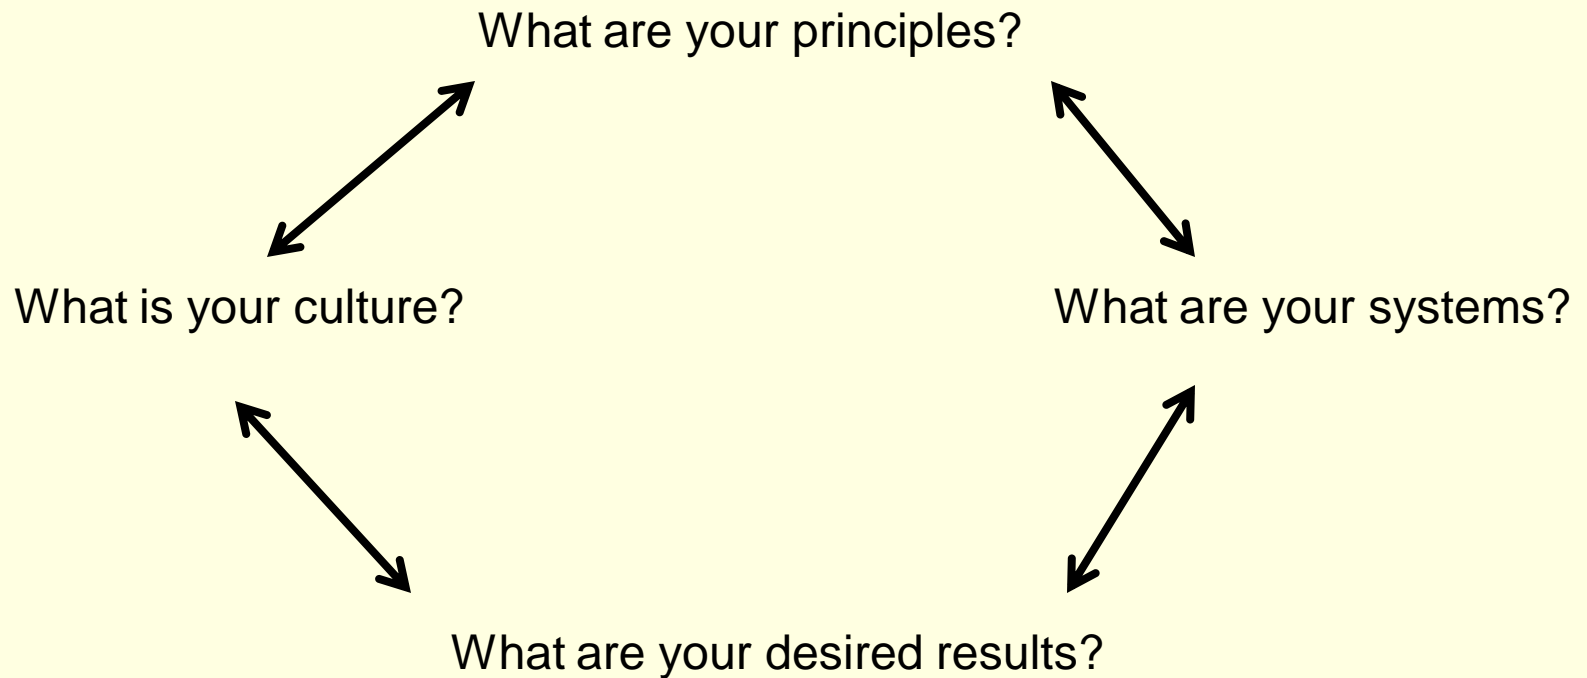 What are your principles?
What is your culture?
What are your systems?
What are your desired results?